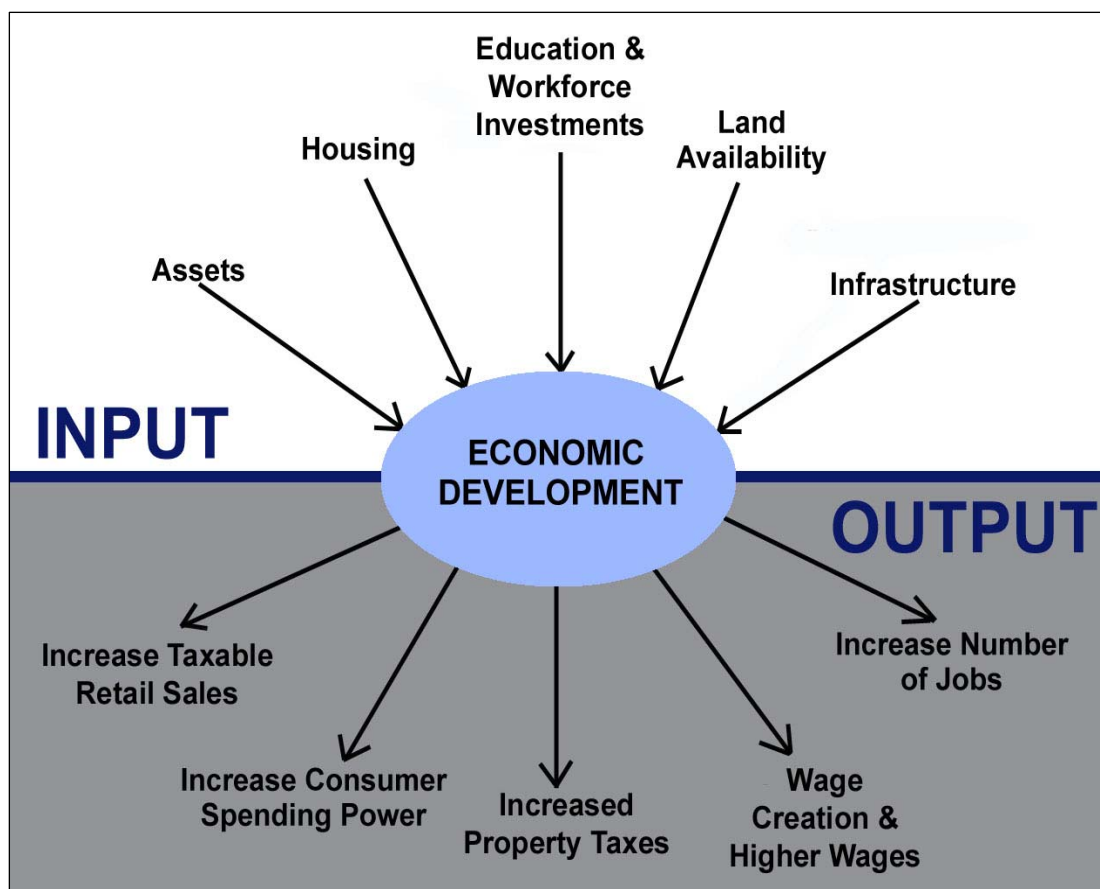 Education &
Workforce
Investments
Land
Availability
Housing
Assets
Infrastructure
INPUT
ECONOMIC
DEVELOPMENT
OUTPUT
Increase Taxable
Retail Sales
Increase Number
of Jobs
Increase Consumer
Spending Power
Increased
Property Taxes
Wage
Creation &
Higher Wages